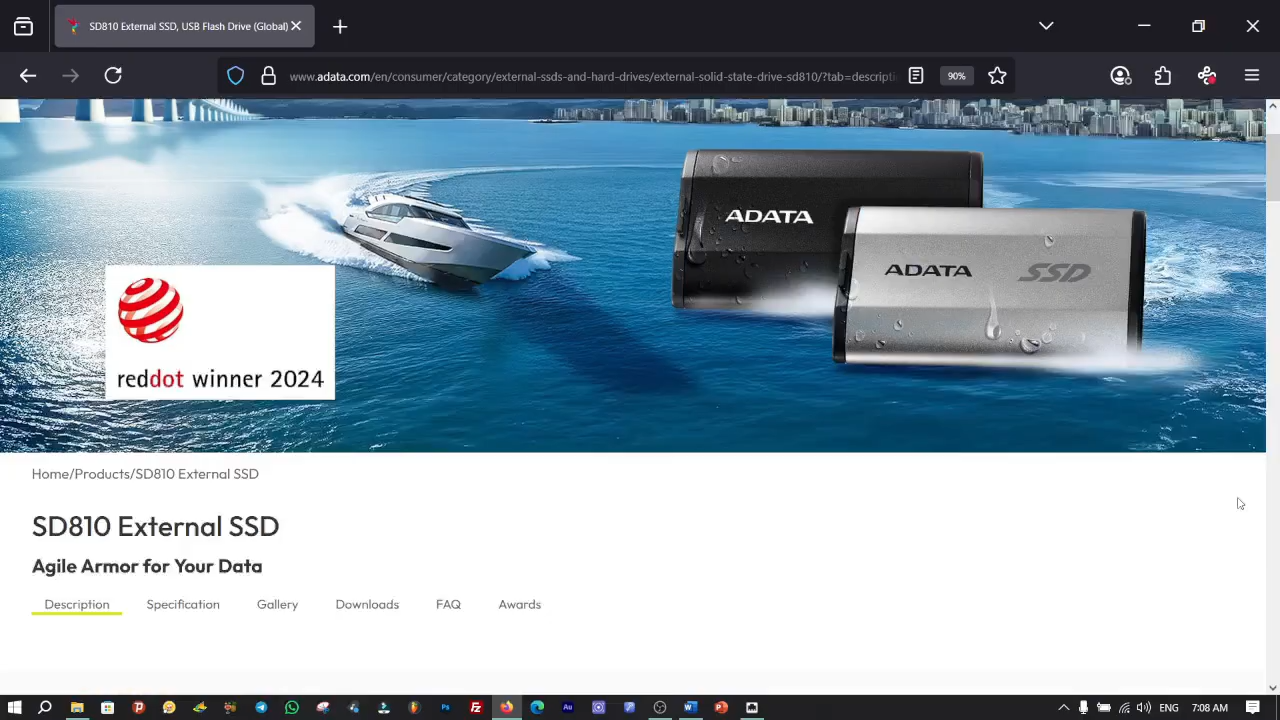 SD810 External SSD, USB Flash Drive (Global)
www.adata.com/en/consumer/category/external-ssds-and-hard-drives/external-solid-state-drive-sd810/?tab=descripti
90%
ADATA
ADATA SSD
reddot winner 2024
Home/Products/SD810 External SSD
SD810 External SSD
Agile Armor for Your Data
Description Specification Gallery Downloads FAQ Awards
ENG 7:08 AM